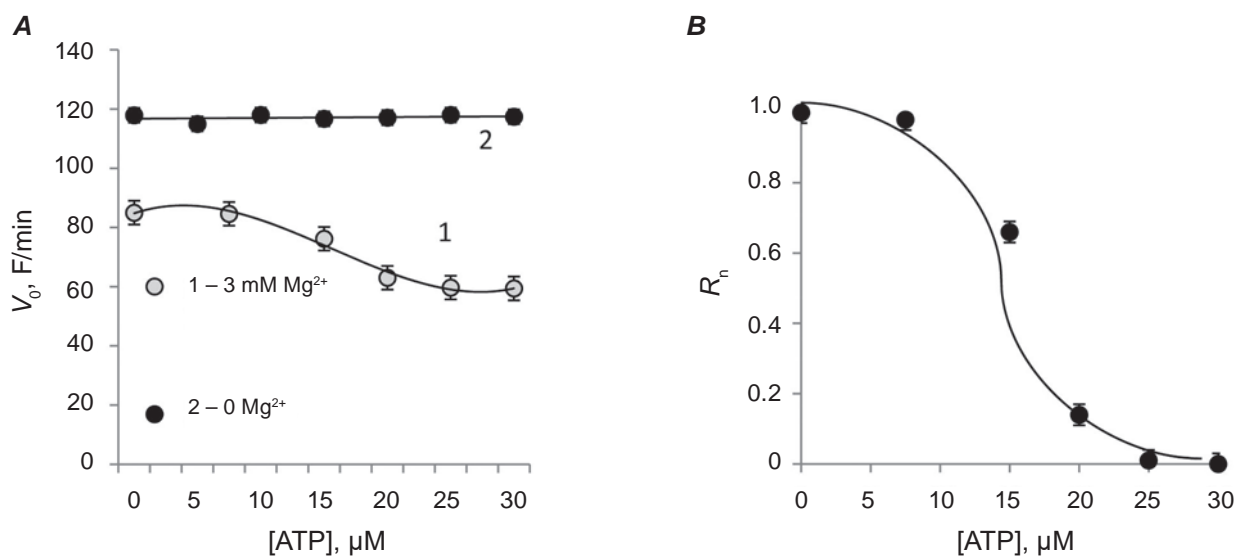 A
V₀, F/min
140
120
100
80
60
40
20
0
2
1
1 – 3 mM Mg²⁺
2 – 0 Mg²⁺
0 5 10 15 20 25 30
[ATP], µM
B
Rₙ
1.0
0.8
0.6
0.4
0.2
0
0 5 10 15 20 25 30
[ATP], µM